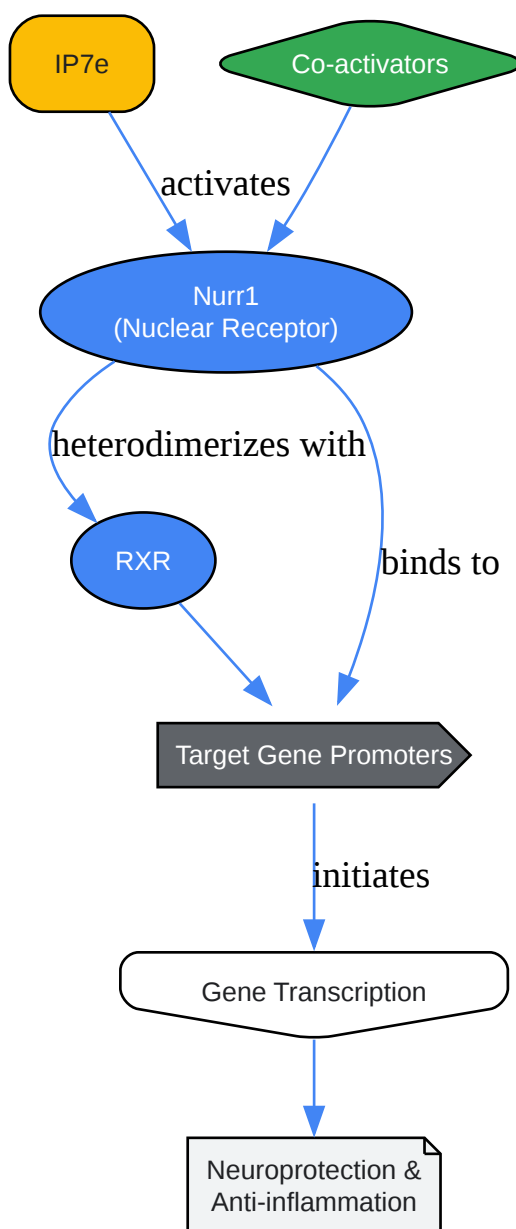 IP7e
Co-activators
activates
Nurr1
(Nuclear Receptor)
heterodimerizes with
RXR
binds to
Target Gene Promoters
initiates
Gene Transcription
Neuroprotection &
Anti-inflammation